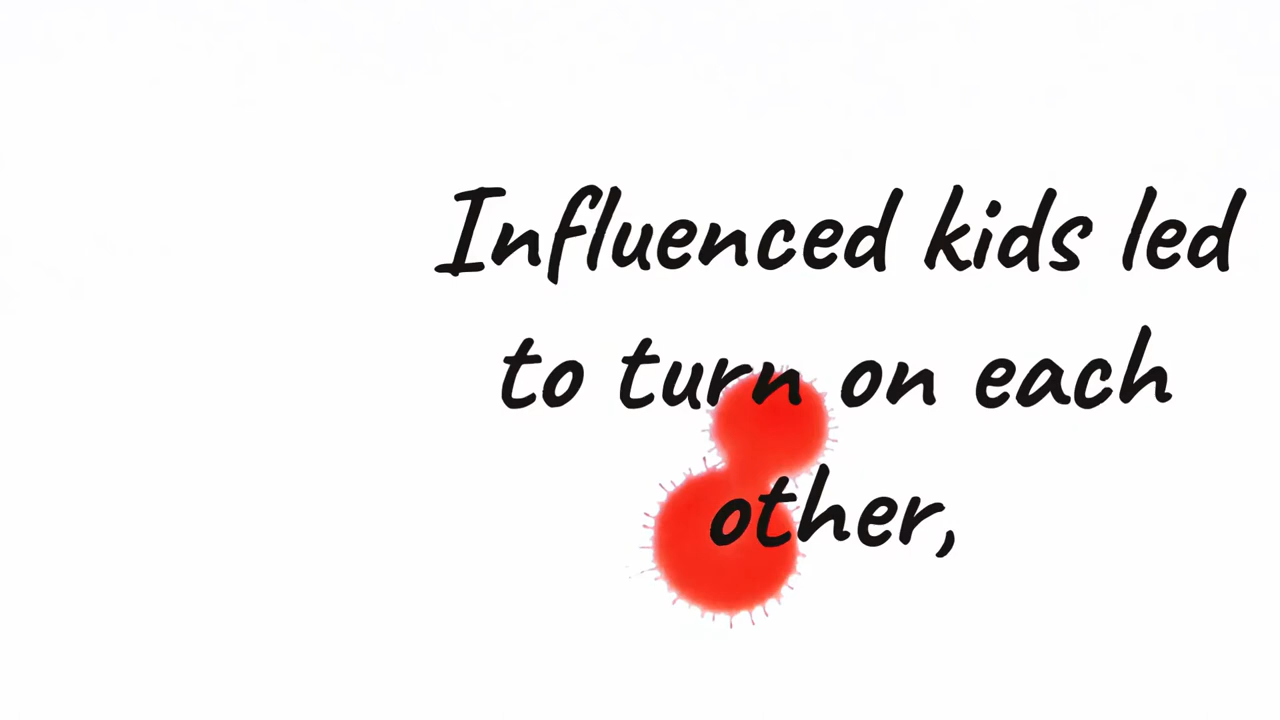 Influenced kids led
to turn on each
other,